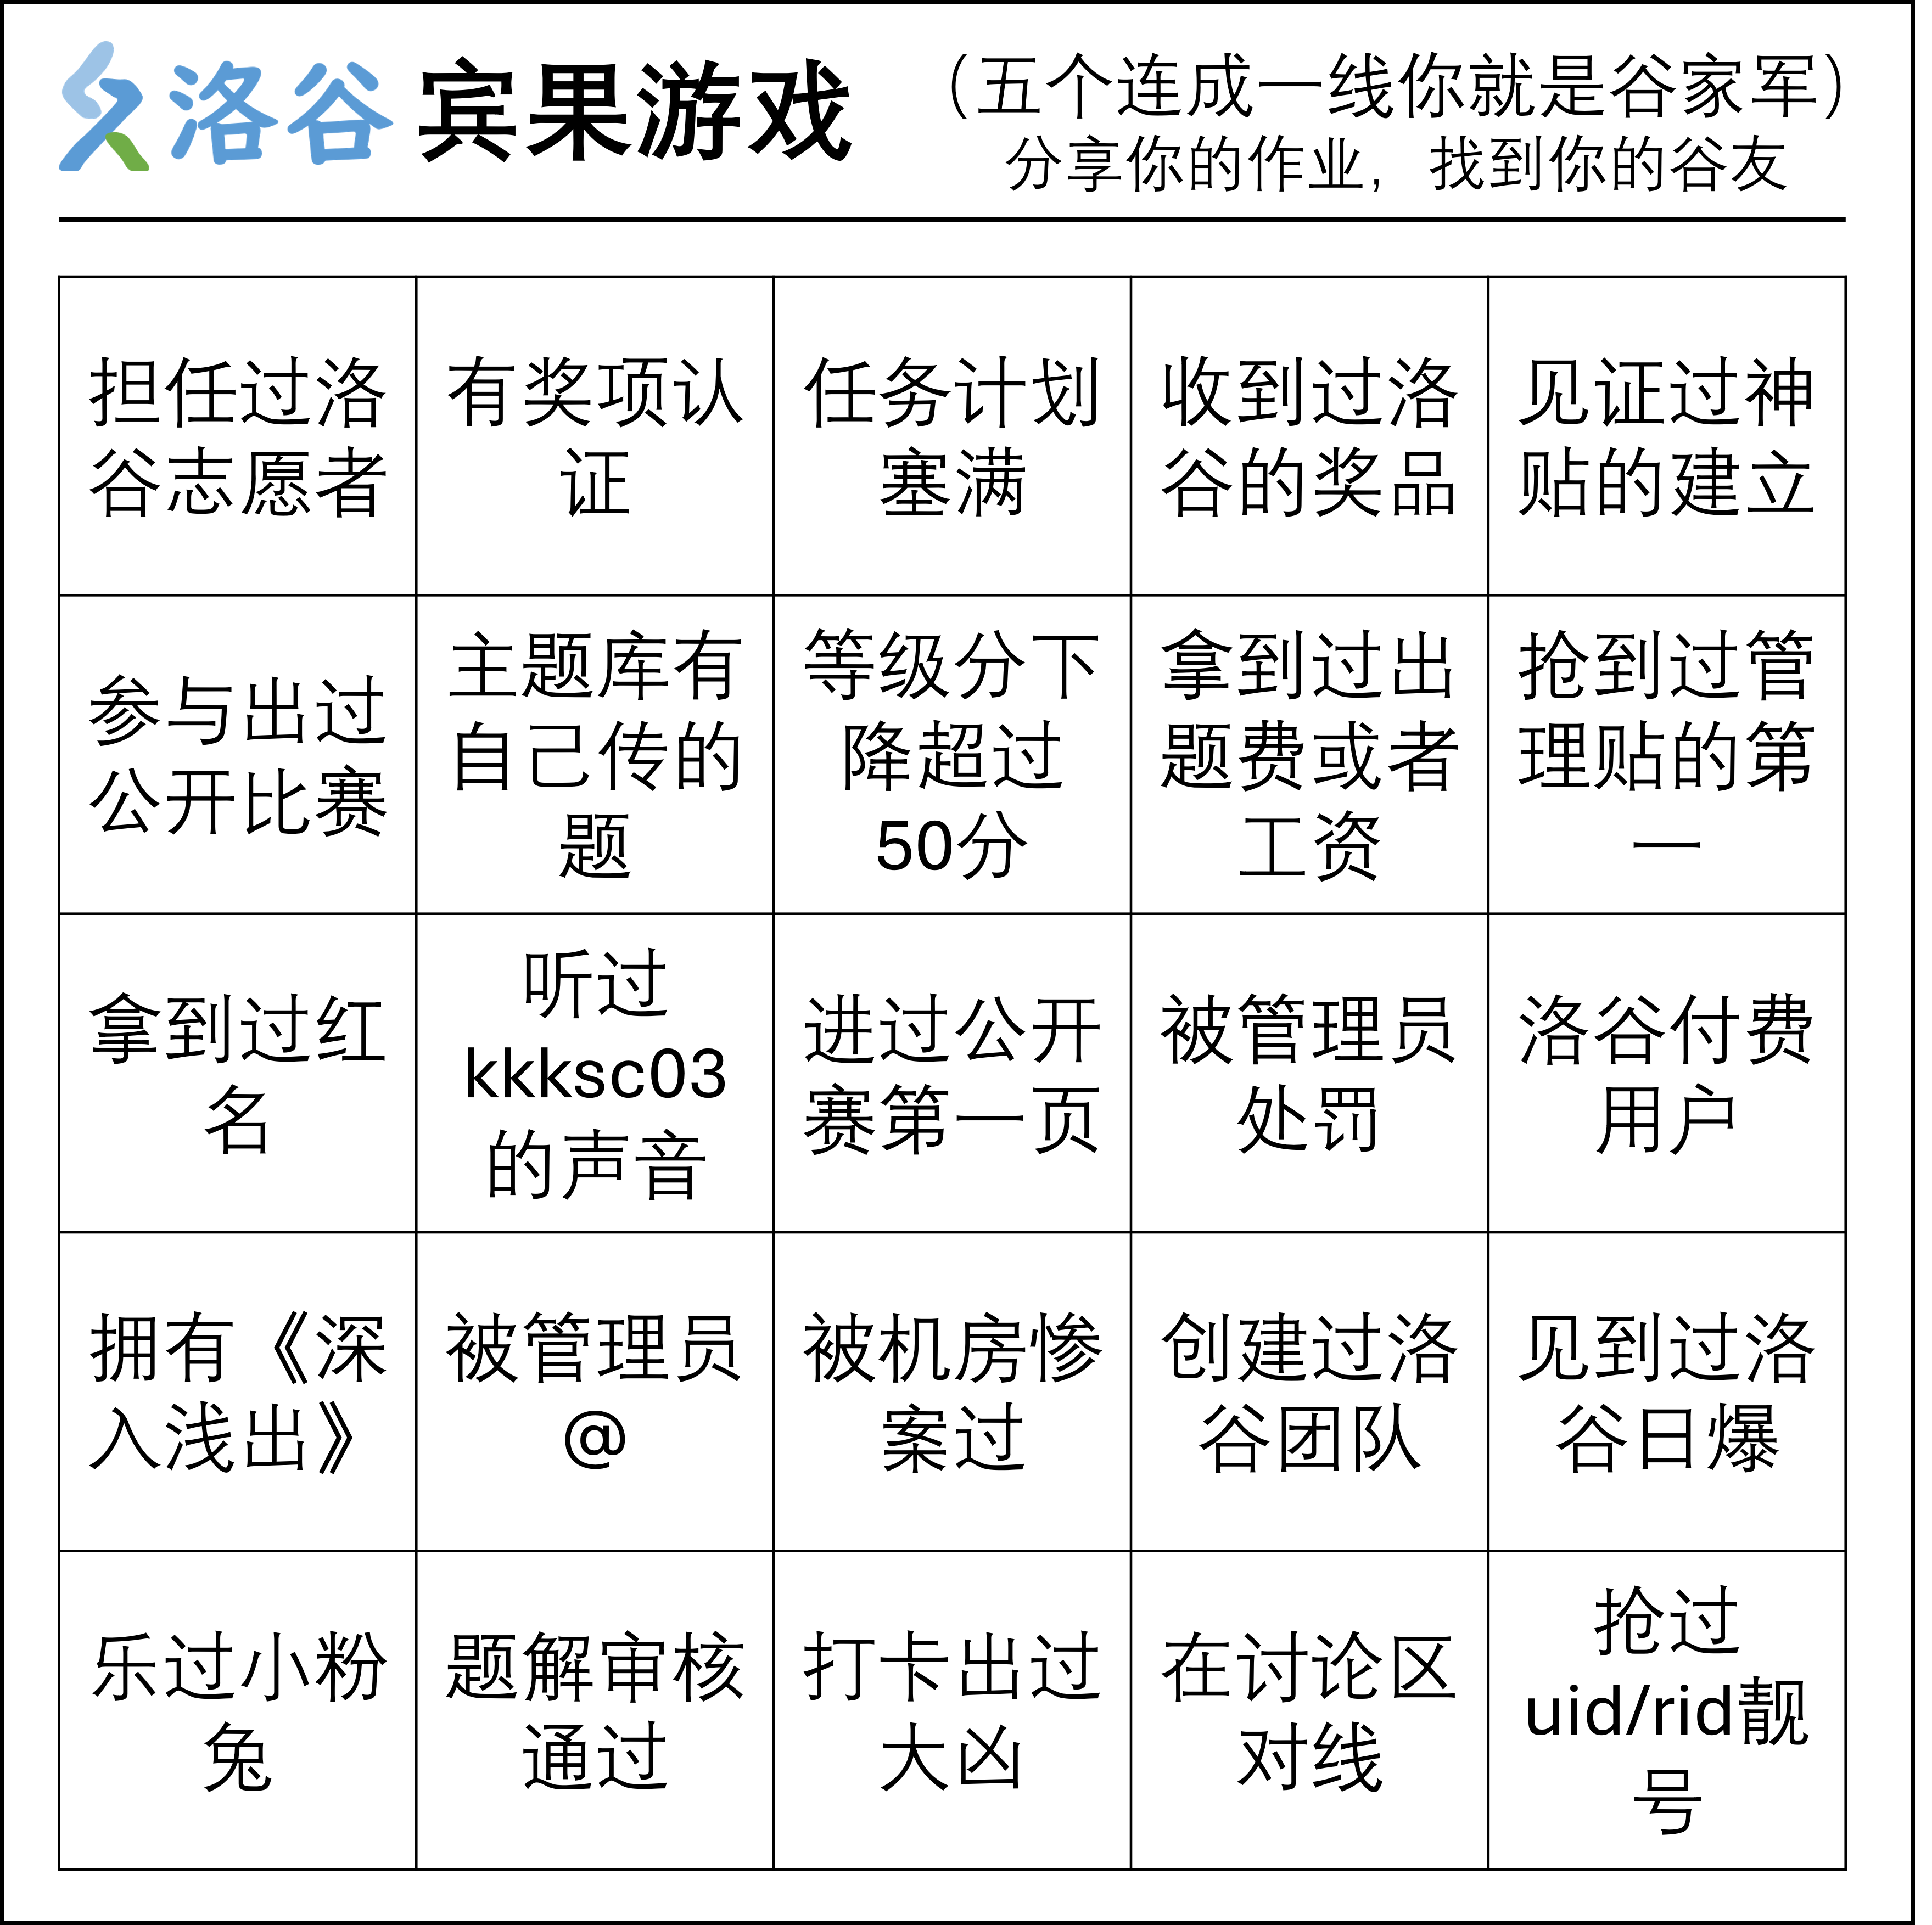 洛谷 宾果游戏 （五个连成一线你就是谷家军）
分享你的作业，找到你的谷友
担任过洛
谷志愿者
有奖项认
证
任务计划
塞满
收到过洛
谷的奖品
见证过神
贴的建立
参与出过
公开比赛
主题库有
自己传的
题
等级分下
降超过
50分
拿到过出
题费或者
工资
抢到过管
理贴的第
一
拿到过红
名
听过
kkksc03
的声音
进过公开
赛第一页
被管理员
处罚
洛谷付费
用户
拥有《深
入浅出》
被管理员
@
被机房惨
案过
创建过洛
谷团队
见到过洛
谷日爆
乐过小粉
兔
题解审核
通过
打卡出过
大凶
在讨论区
对线
抢过
uid/rid靓
号